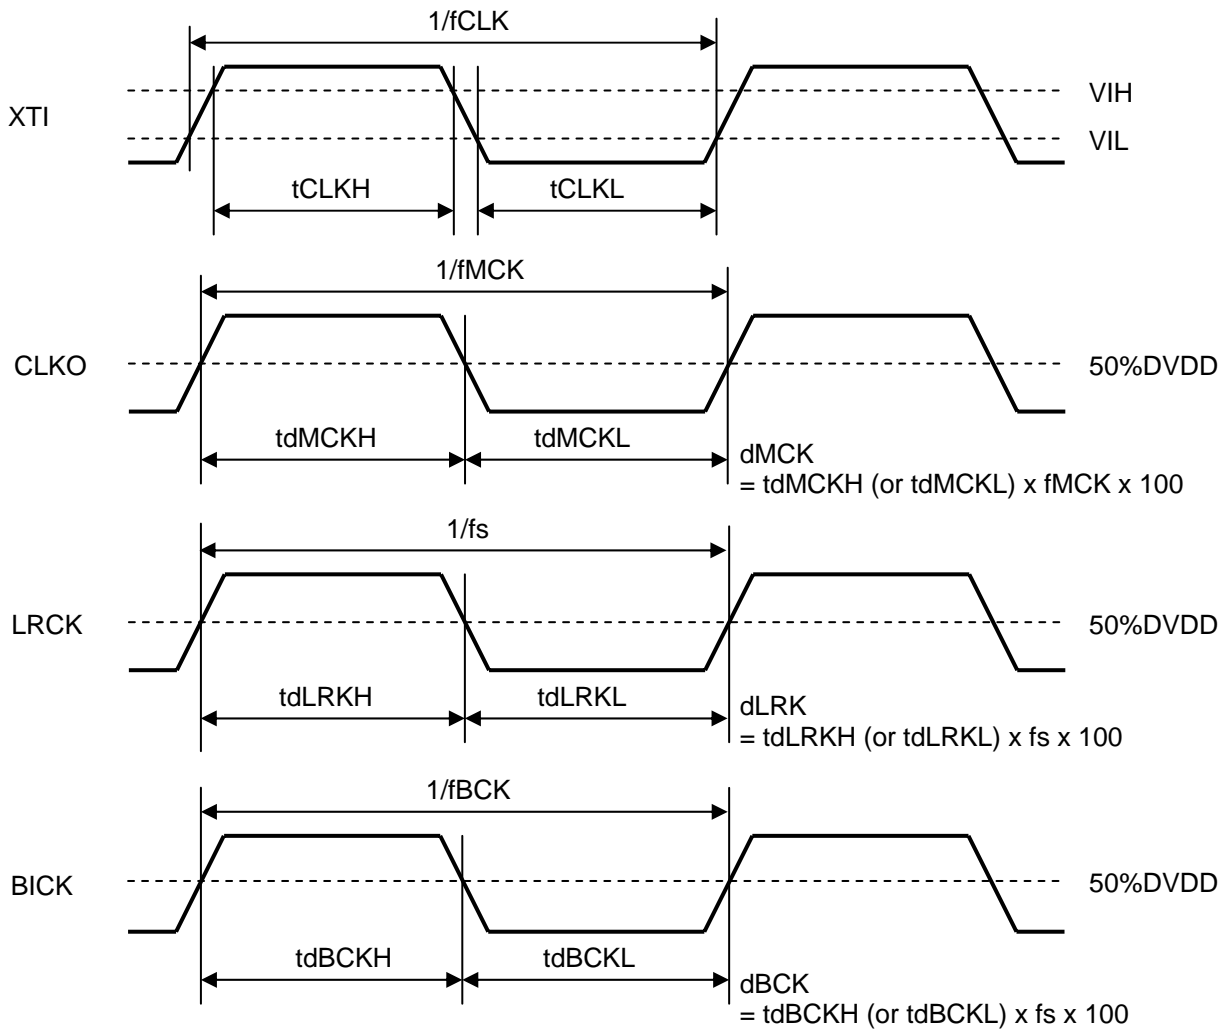 1/fCLK
XTI
VIH
VIL
tCLKH
tCLKL
1/fMCK
CLKO
50%DVDD
tdMCKH
tdMCKL
dMCK
= tdMCKH (or tdMCKL) x fMCK x 100
1/fs
LRCK
50%DVDD
tdLRKH
tdLRKL
dLRK
= tdLRKH (or tdLRKL) x fs x 100
1/fBCK
BICK
50%DVDD
tdBCKH
tdBCKL
dBCK
= tdBCKH (or tdBCKL) x fs x 100